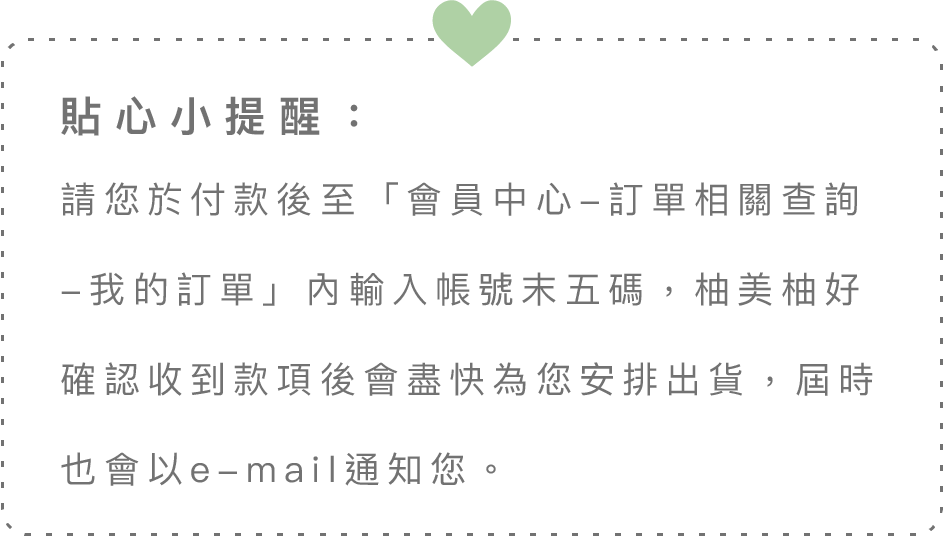 貼心小提醒：
請您於付款後至「會員中心–訂單相關查詢
–我的訂單」內輸入帳號末五碼，柚美柚好
確認收到款項後會盡快為您安排出貨，屆時
也會以e–mail通知您。